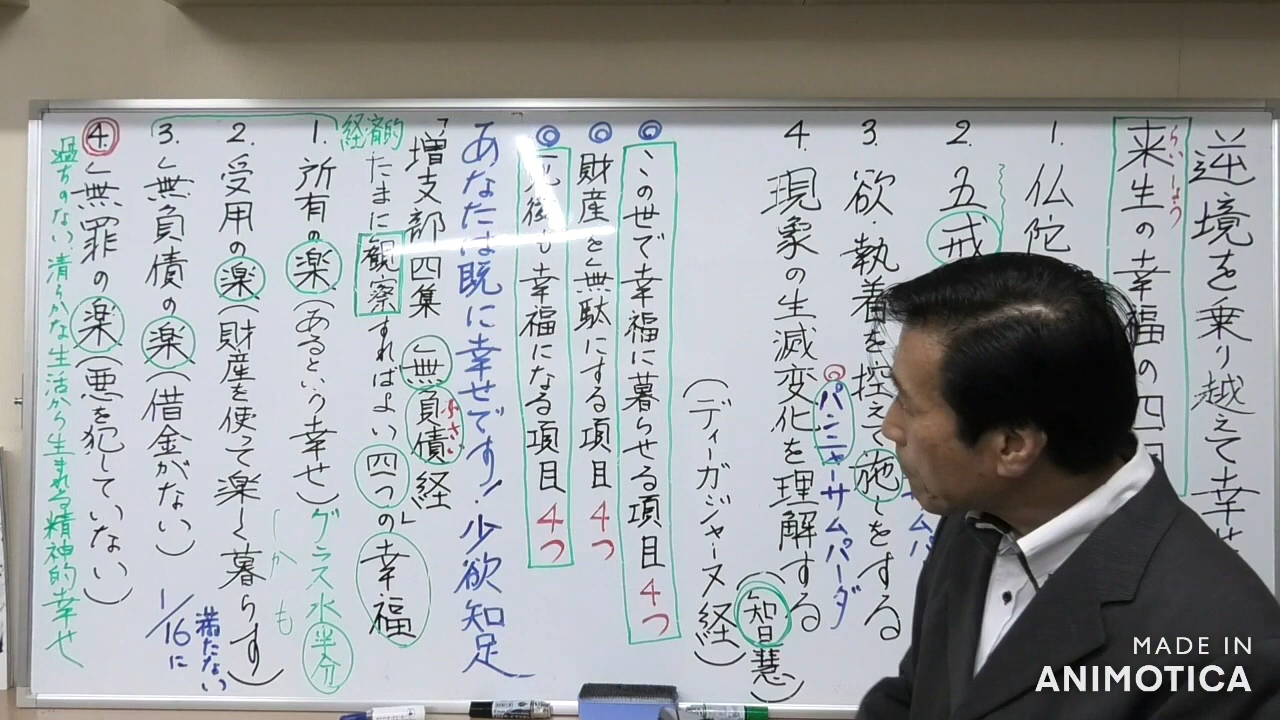 逆境を乗り越えて幸せ
らいしょう
来生の幸福の四
1. 仏陀
2. 五戒
3. 欲・執着を控えて施しをする
◎パンニャーサムパーダ
4. 現象の生滅変化を理解する
(智慧)
(ディーガジャーヌ経)
◎この世で幸福に暮らせる項目4つ
◎財産を無駄にする項目4つ
◎死後も幸福になる項目4つ
あなたは既に幸せです!少欲知足
「増支部四集 無負債経」
ふさい
経済的
たまに観察すればよい四つの幸福
1. 所有の楽(あるという幸せ)グラス水半分
しかも
2. 受用の楽(財産を使って楽しく暮らす)
満たない
3. 無負債の楽(借金がない)
1/16に
4. 無罪の楽(悪を犯していない)
過ちのない、清らかな生活から生まれる精神的幸せ
MADE IN
ANIMOTICA